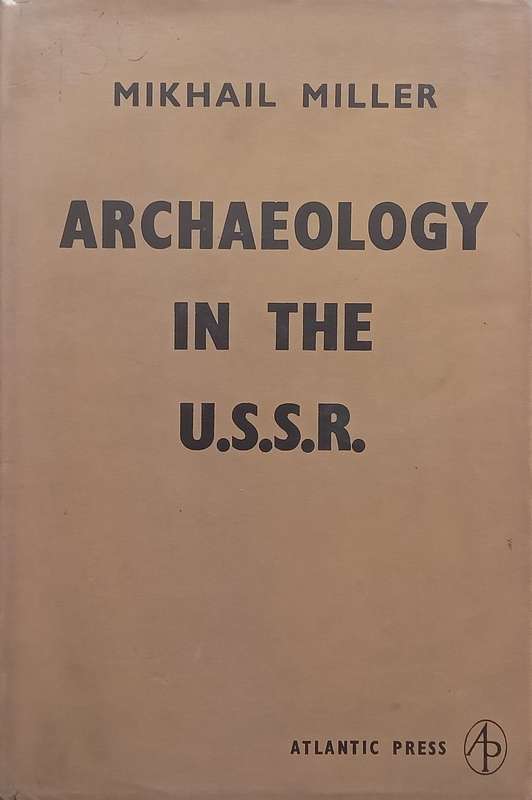 MIKHAIL MILLER
ARCHAEOLOGY
IN THE
U.S.S.R.
ATLANTIC PRESS AP